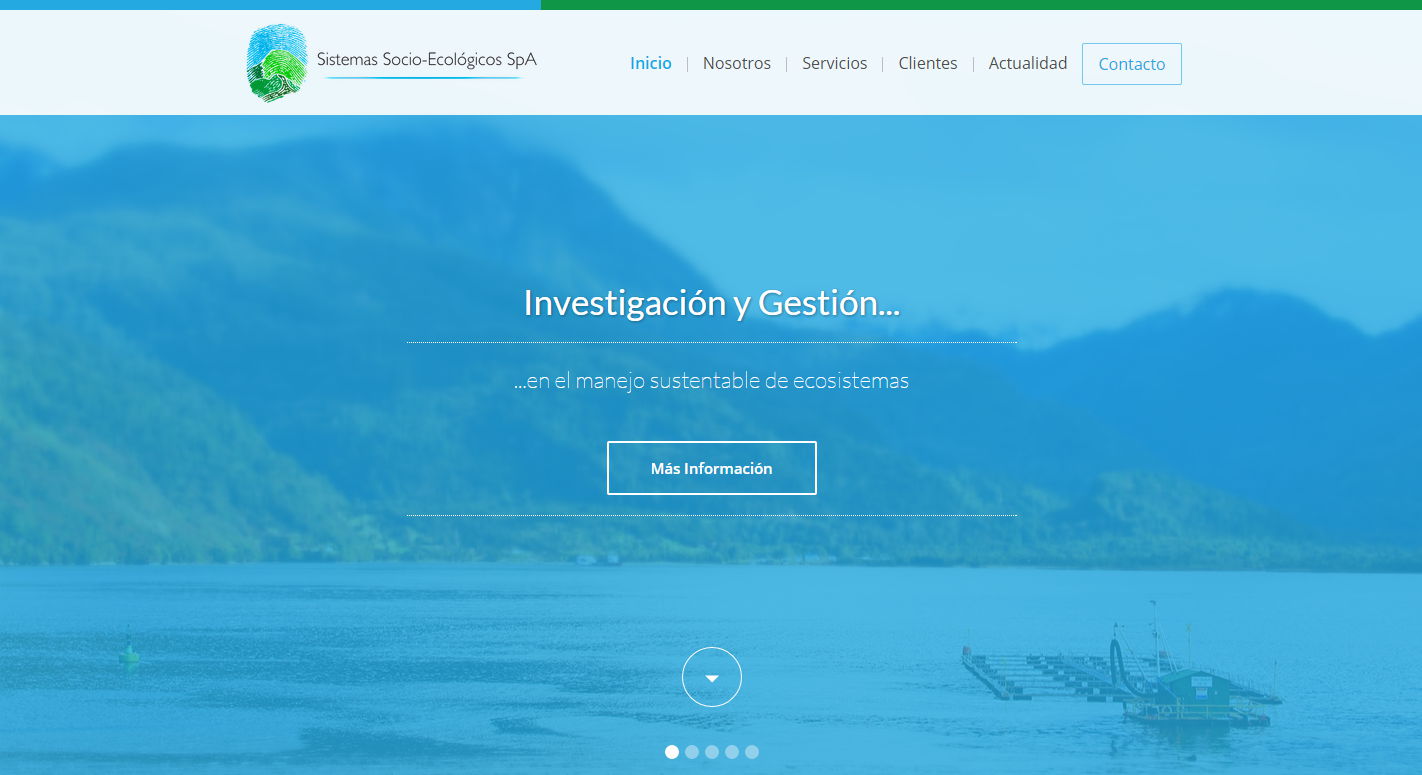 Sistemas Socio-Ecológicos SpA
Inicio
Nosotros
Servicios
Clientes
Actualidad
Contacto
Investigación y Gestión...
...en el manejo sustentable de ecosistemas
Más Información